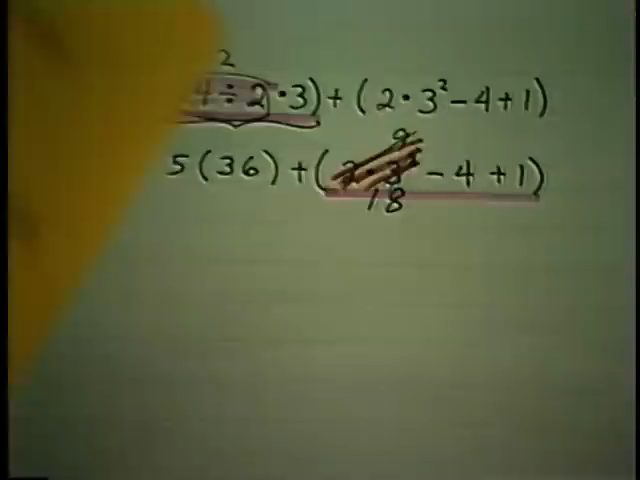 2
4 ÷ 2 · 3) + (2 · 3² − 4 + 1)
9
5(36) + (2 · 3² − 4 + 1)
18